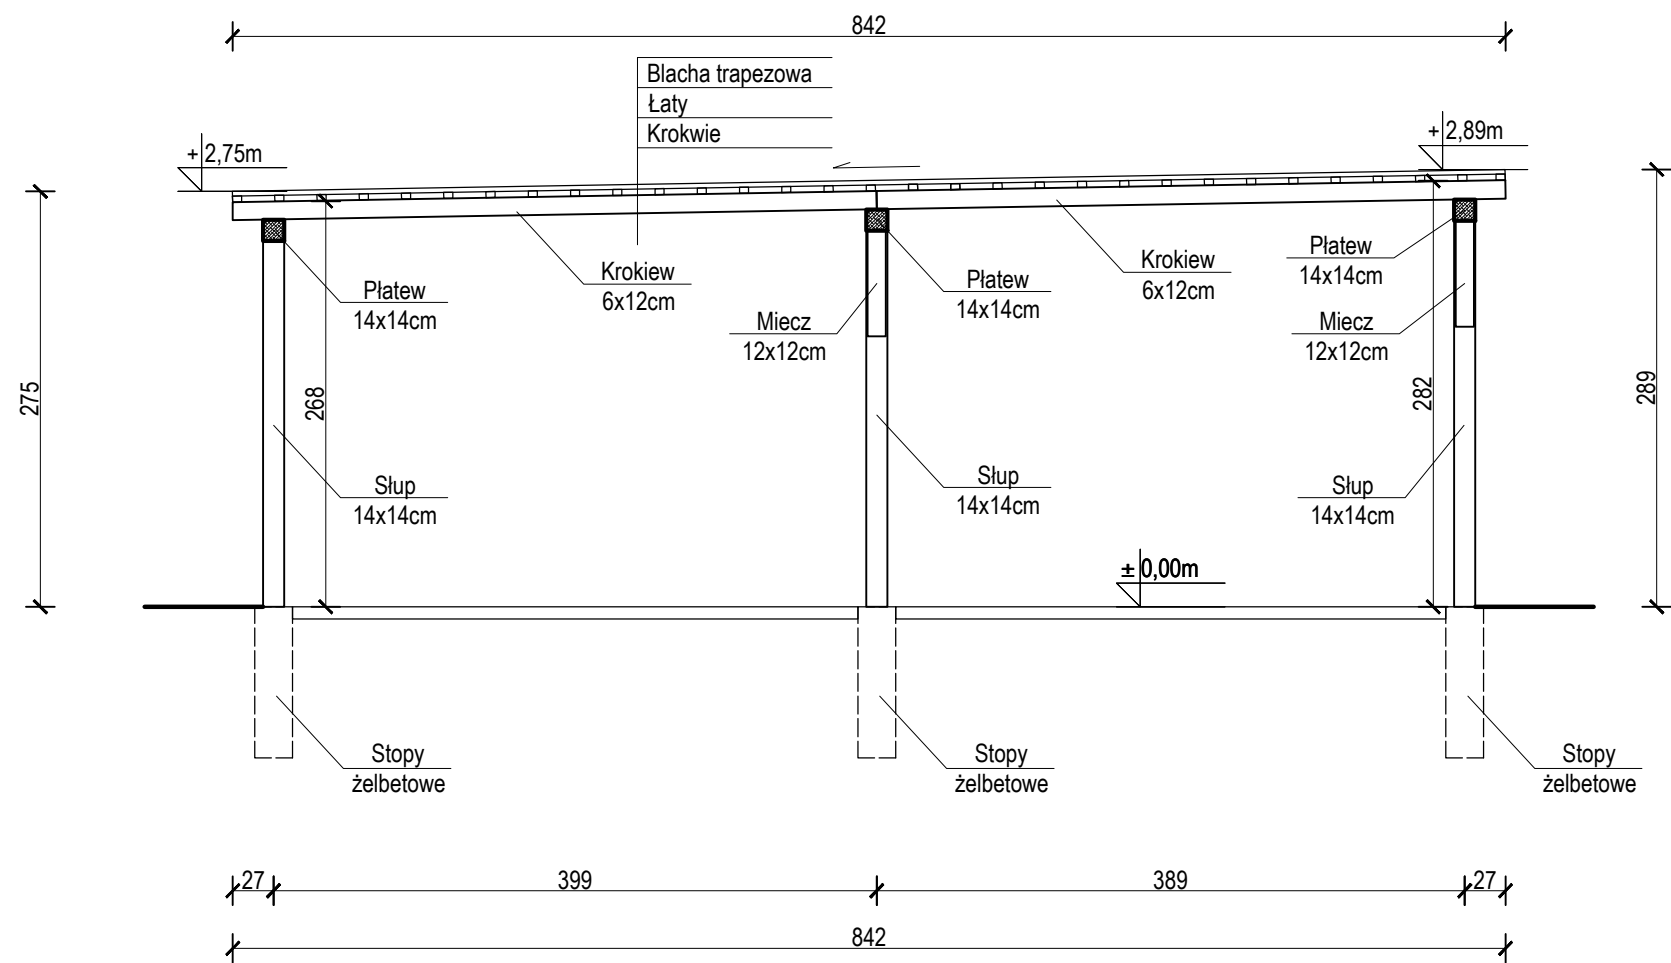 842
Blacha trapezowa
Łaty
Krokwie
+2,75m
+2,89m
Krokiew
6x12cm
Krokiew
6x12cm
Płatew
14x14cm
Płatew
14x14cm
Płatew
14x14cm
Miecz
12x12cm
Miecz
12x12cm
275
268
282
289
Słup
14x14cm
Słup
14x14cm
Słup
14x14cm
± 0,00m
Stopy
żelbetowe
Stopy
żelbetowe
Stopy
żelbetowe
27 399 389 27
842